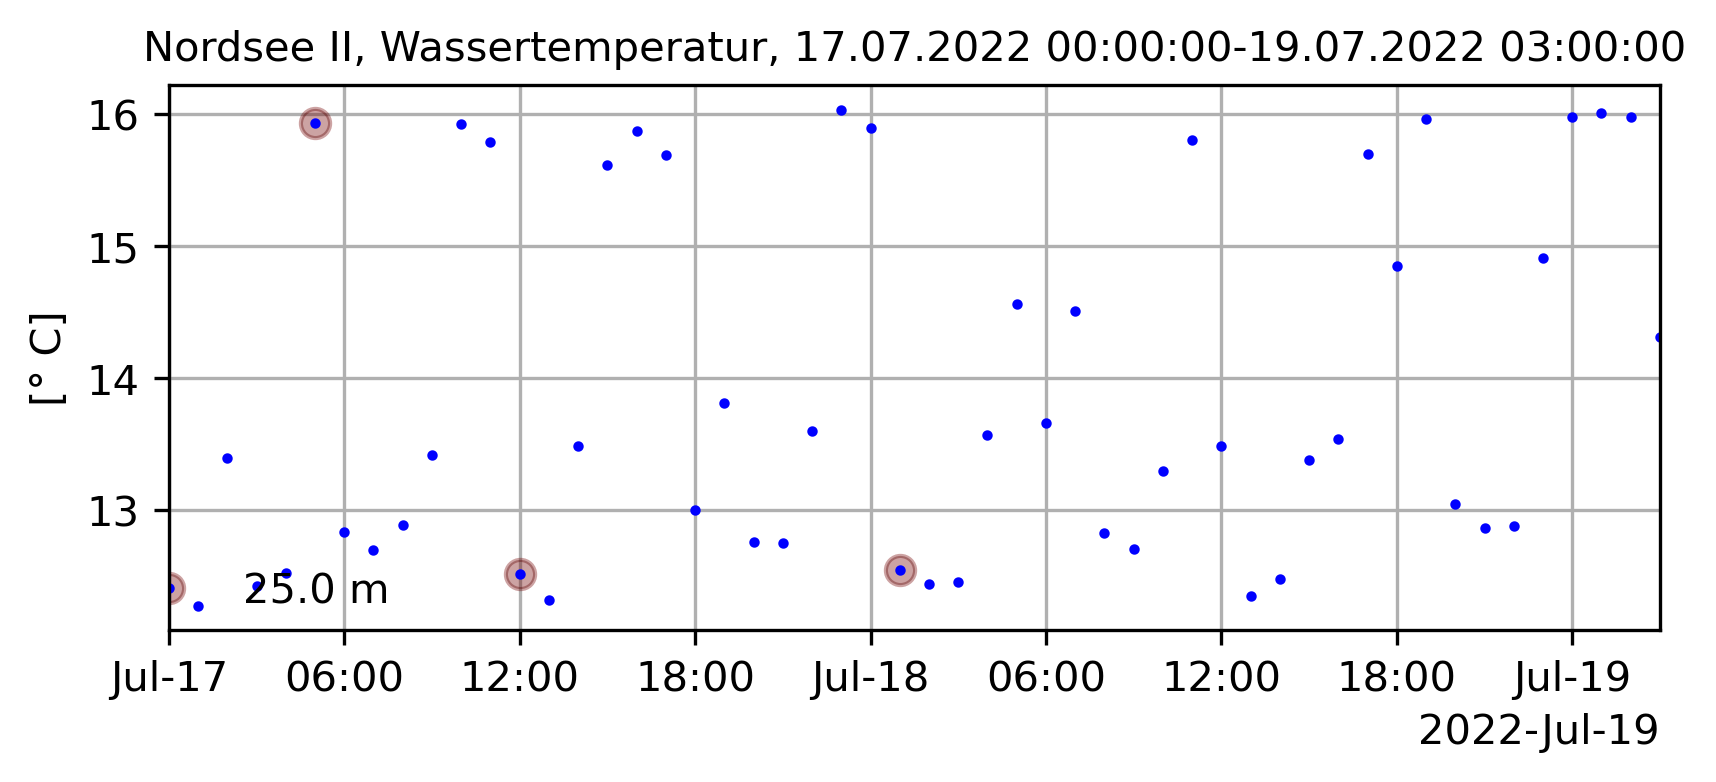 Nordsee II, Wassertemperatur, 17.07.2022 00:00:00-19.07.2022 03:00:00
16
15
14
13
[° C]
25.0 m
Jul-17 06:00 12:00 18:00 Jul-18 06:00 12:00 18:00 Jul-19
2022-Jul-19